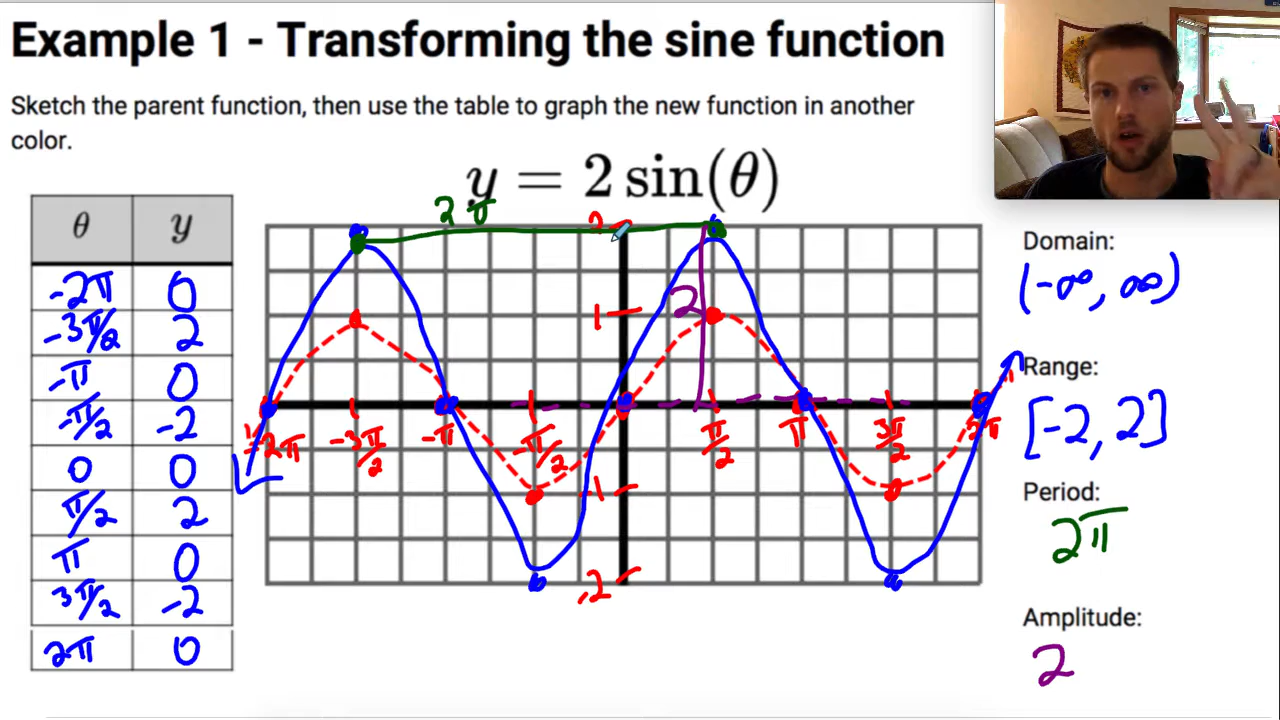 Example 1 - Transforming the sine function
Sketch the parent function, then use the table to graph the new function in another
color.
y = 2 sin(θ)
θ y
-2π 0
-3π/2 2
-π 0
-π/2 -2
0 0
π/2 2
π 0
3π/2 -2
2π 0
2π
2
1
2
-2π -3π/2 -π -π/2 π/2 π 3π/2 2π
-1
-2
Domain:
(-∞, ∞)
Range:
[-2, 2]
Period:
2π
Amplitude:
2